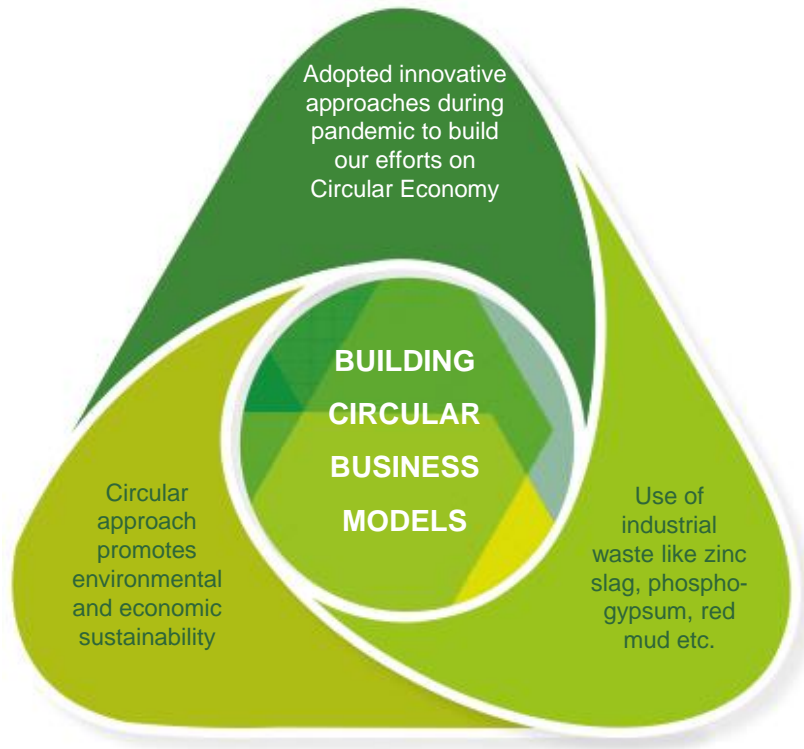 Adopted innovative
approaches during
pandemic to build
our efforts on
Circular Economy
BUILDING
CIRCULAR
BUSINESS
MODELS
Circular
approach
promotes
environmental
and economic
sustainability
Use of
industrial
waste like zinc
slag, phospho-
gypsum, red
mud etc.